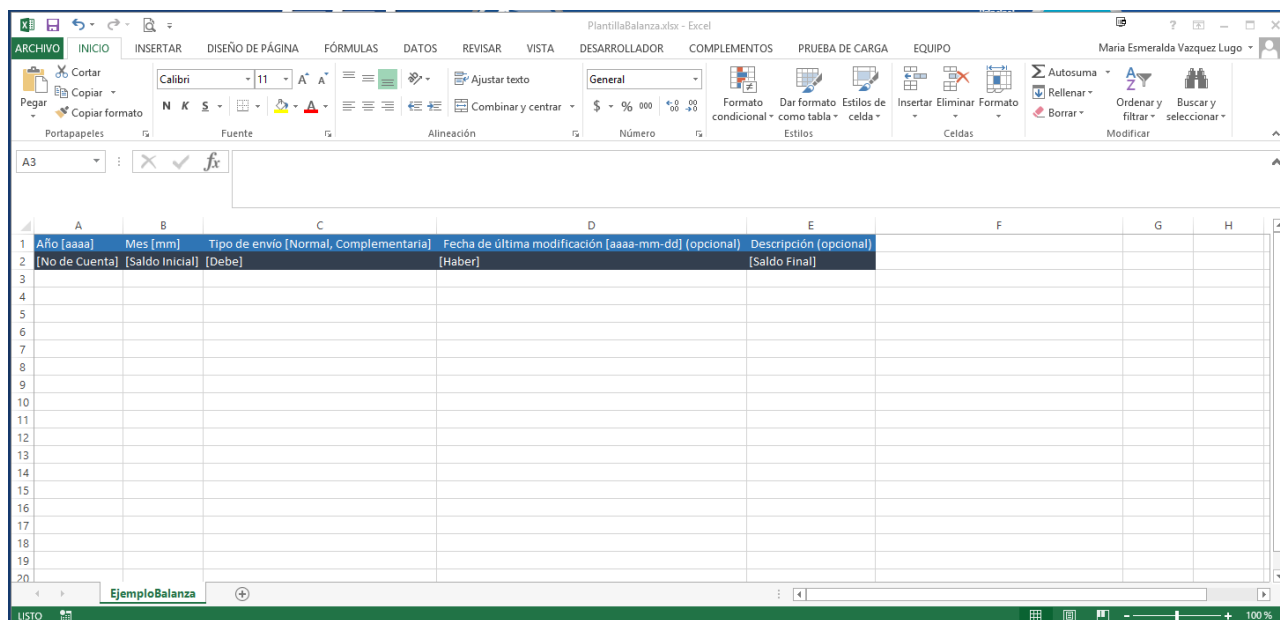 PlantillaBalanza.xlsx - Excel
ARCHIVO INICIO INSERTAR DISEÑO DE PÁGINA FÓRMULAS DATOS REVISAR VISTA DESARROLLADOR COMPLEMENTOS PRUEBA DE CARGA EQUIPO Maria Esmeralda Vazquez Lugo
Pegar
Cortar
Copiar
Copiar formato
Portapapeles
Calibri 11
N K S
Fuente
Ajustar texto
Combinar y centrar
Alineación
General
$ % 000
Número
Formato condicional
Dar formato como tabla
Estilos de celda
Estilos
Insertar Eliminar Formato
Celdas
Autosuma
Rellenar
Borrar
Ordenar y filtrar
Buscar y seleccionar
Modificar
A3 fx
A B C D E F G H
1 Año [aaaa] Mes [mm] Tipo de envío [Normal, Complementaria] Fecha de última modificación [aaaa-mm-dd] (opcional) Descripción (opcional)
2 [No de Cuenta] [Saldo Inicial] [Debe] [Haber] [Saldo Final]
3
4
5
6
7
8
9
10
11
12
13
14
15
16
17
18
19
20
EjemploBalanza
LISTO 100 %